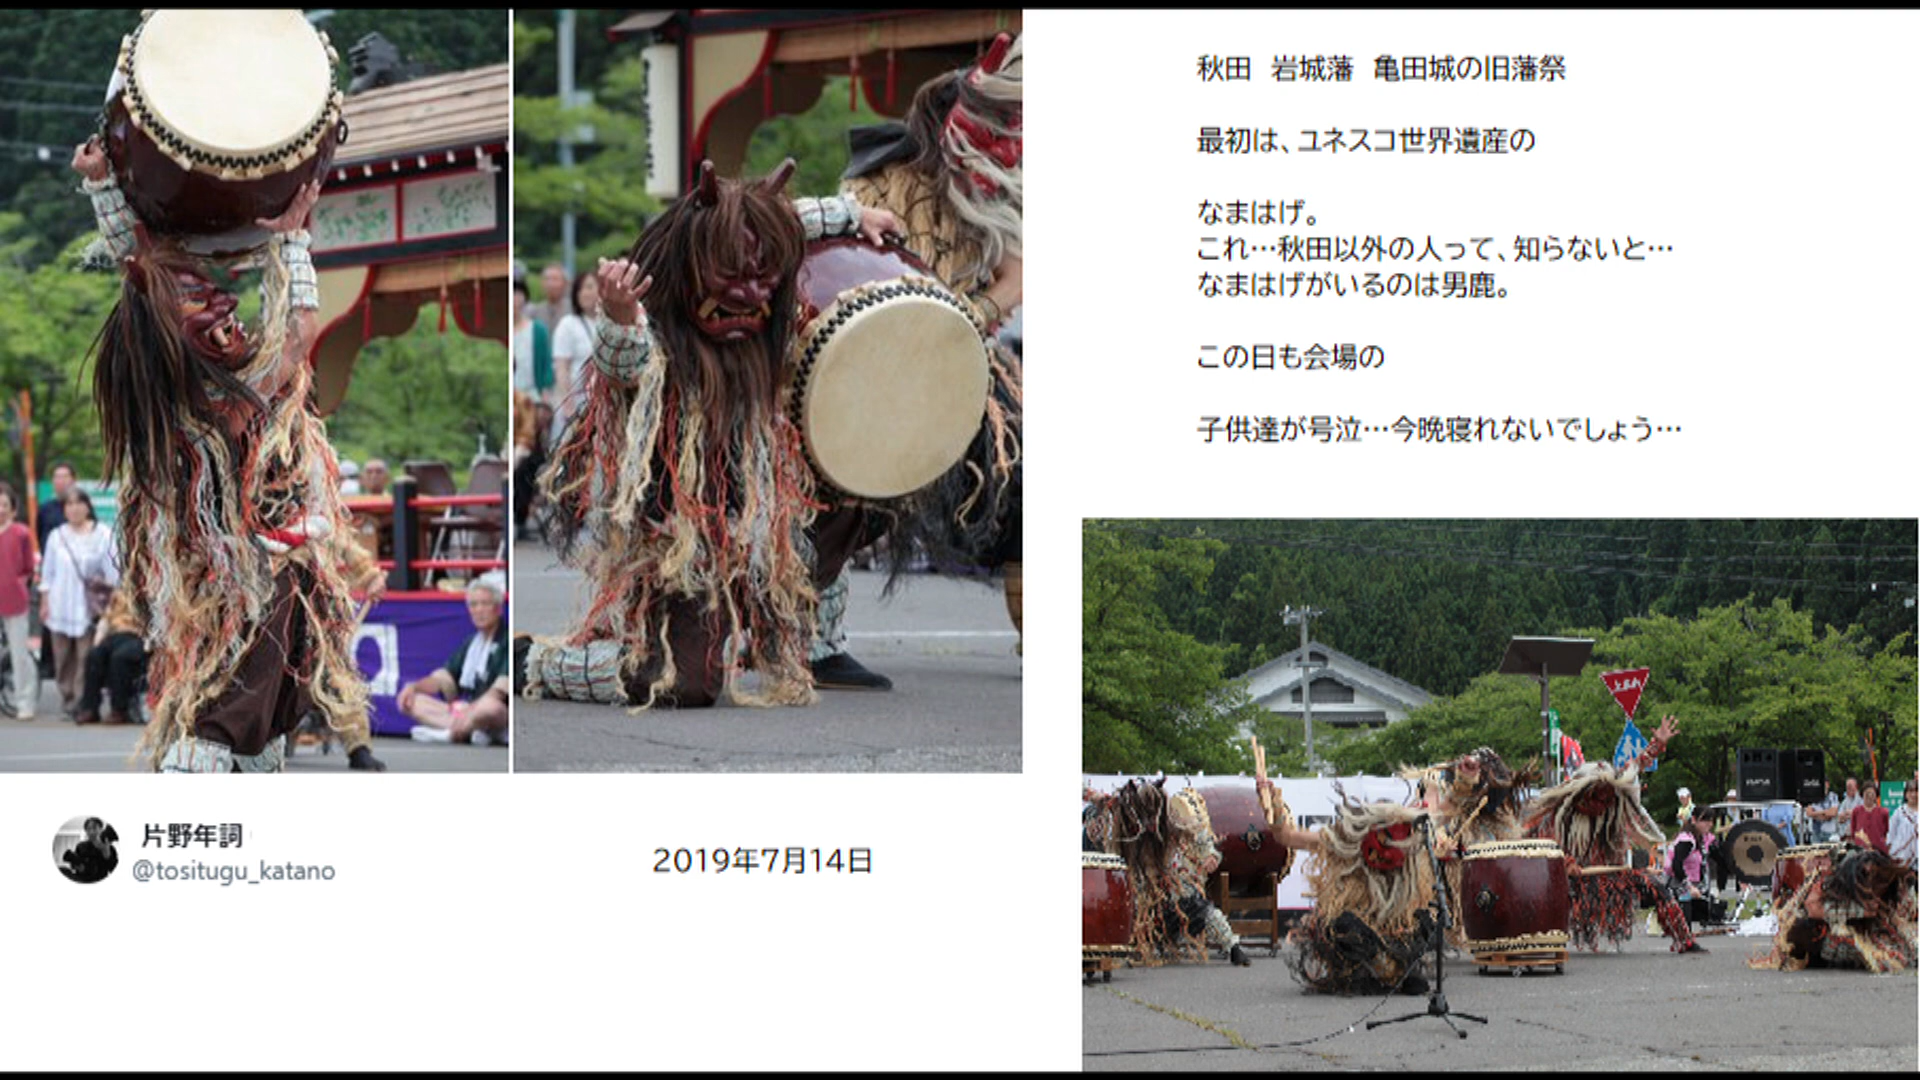 秋田　岩城藩　亀田城の旧藩祭
最初は、ユネスコ世界遺産の
なまはげ。
これ…秋田以外の人って、知らないと…
なまはげがいるのは男鹿。
この日も会場の
子供達が号泣…今晩寝れないでしょう…
片野年詞
@tositugu_katano
2019年7月14日
止まれ